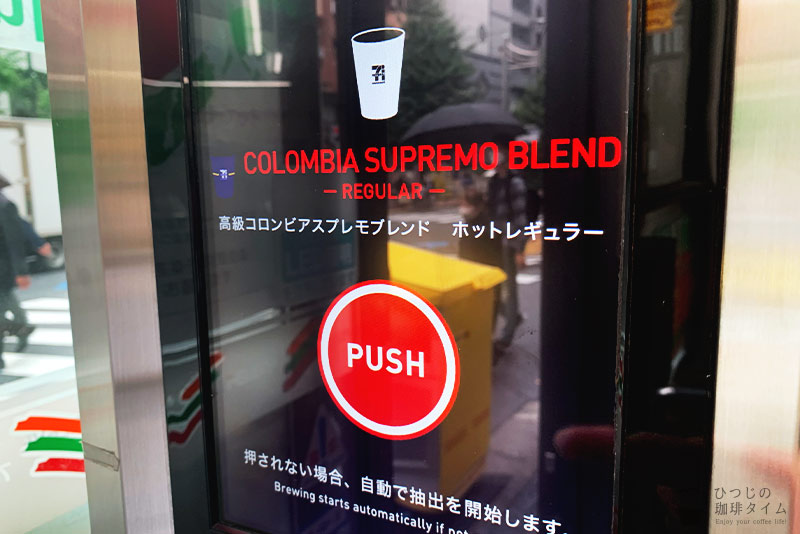 COLOMBIA SUPREMO BLEND
— REGULAR —
高級コロンビアスプレモブレンド ホットレギュラー
PUSH
押されない場合、自動で抽出を開始します。
Brewing starts automatically if not
ひつじの
珈琲タイム
Enjoy your coffee life!